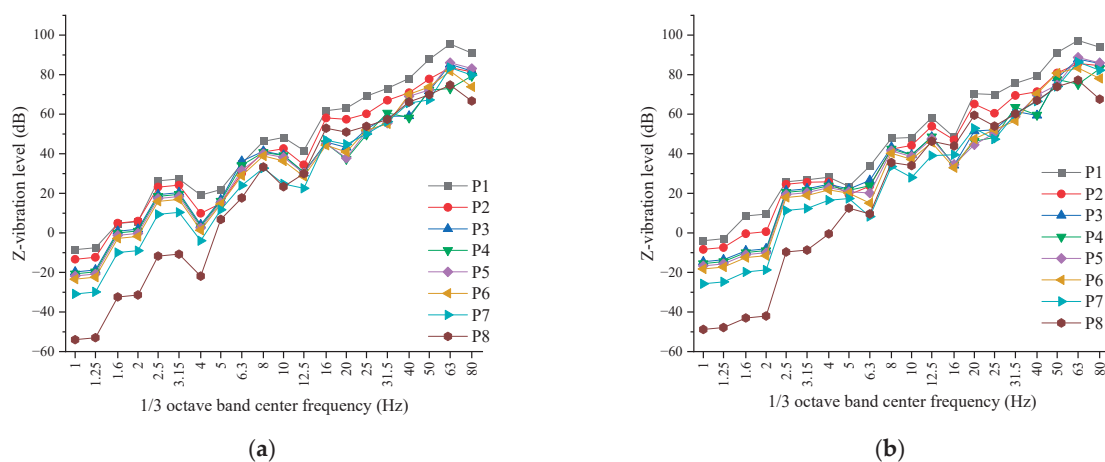 100
80
60
40
20
0
−20
−40
−60
Z-vibration level (dB)
P1
P2
P3
P4
P5
P6
P7
P8
1
1.25
1.6
2
2.5
3.15
4
5
6.3
8
10
12.5
16
20
25
31.5
40
50
63
80
1/3 octave band center frequency (Hz)
(a)
100
80
60
40
20
0
−20
−40
−60
Z-vibration level (dB)
P1
P2
P3
P4
P5
P6
P7
P8
1
1.25
1.6
2
2.5
3.15
4
5
6.3
8
10
12.5
16
20
25
31.5
40
50
63
80
1/3 octave band center frequency (Hz)
(b)